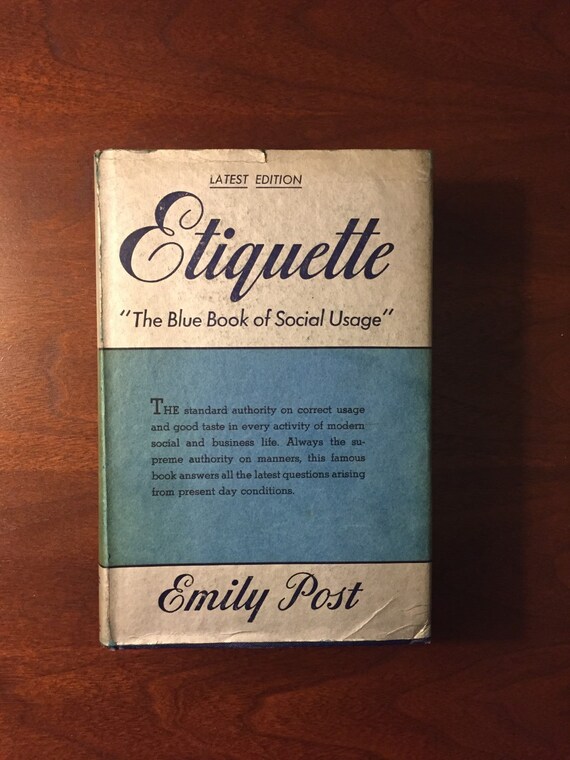 LATEST EDITION
Etiquette
"The Blue Book of Social Usage"
THE standard authority on correct usage
and good taste in every activity of modern
social and business life. Always the su-
preme authority on manners, this famous
book answers all the latest questions arising
from present day conditions.
Emily Post